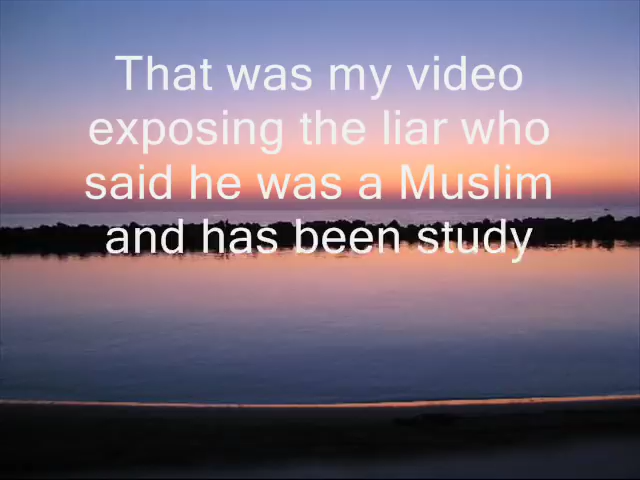 That was my video
exposing the liar who
said he was a Muslim
and has been study